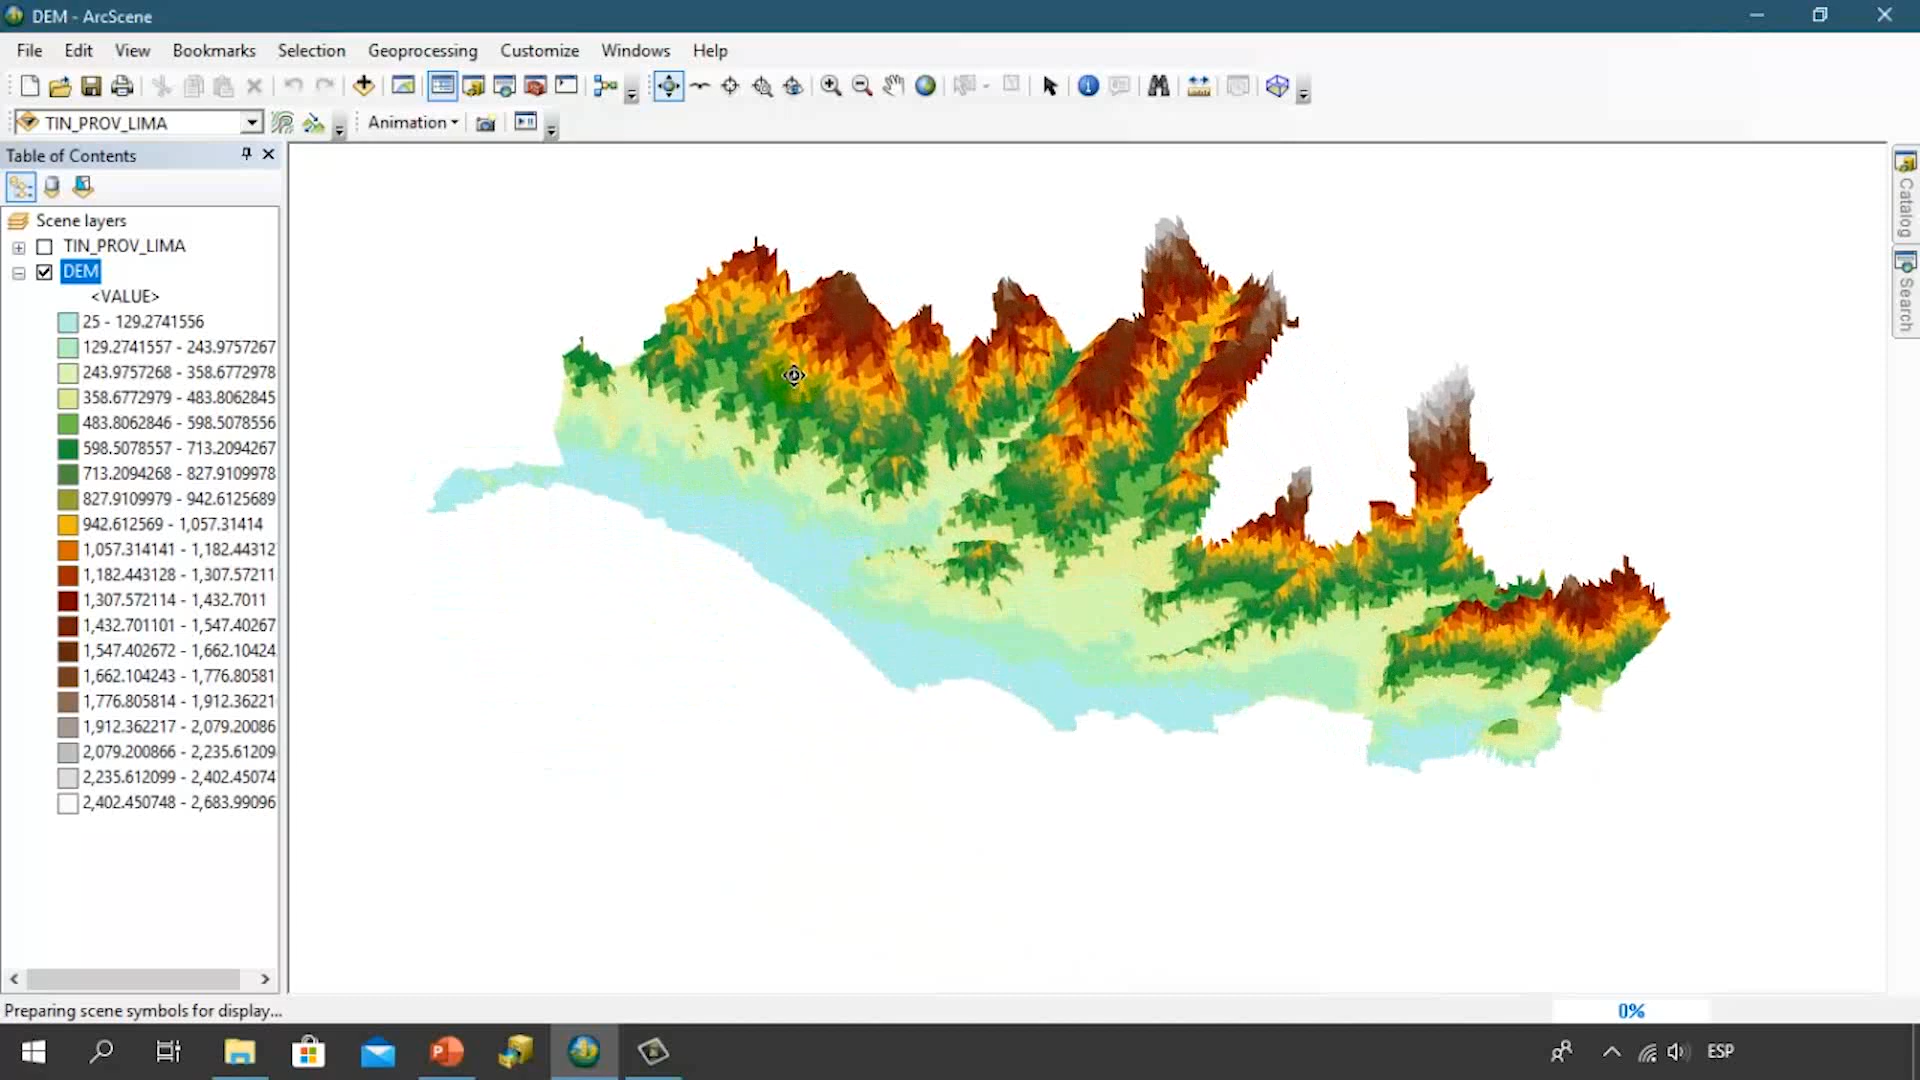 DEM - ArcScene
File Edit View Bookmarks Selection Geoprocessing Customize Windows Help
TIN_PROV_LIMA
Animation
Table of Contents
Scene layers
TIN_PROV_LIMA
DEM
<VALUE>
25 - 129.2741556
129.2741557 - 243.9757267
243.9757268 - 358.6772978
358.6772979 - 483.8062845
483.8062846 - 598.5078556
598.5078557 - 713.2094267
713.2094268 - 827.9109978
827.9109979 - 942.6125689
942.612569 - 1,057.31414
1,057.314141 - 1,182.44312
1,182.443128 - 1,307.57211
1,307.572114 - 1,432.7011
1,432.701101 - 1,547.40267
1,547.402672 - 1,662.10424
1,662.104243 - 1,776.80581
1,776.805814 - 1,912.36221
1,912.362217 - 2,079.20086
2,079.200866 - 2,235.61209
2,235.612099 - 2,402.45074
2,402.450748 - 2,683.99096
Catalog
Search
Preparing scene symbols for display...
0%
ESP